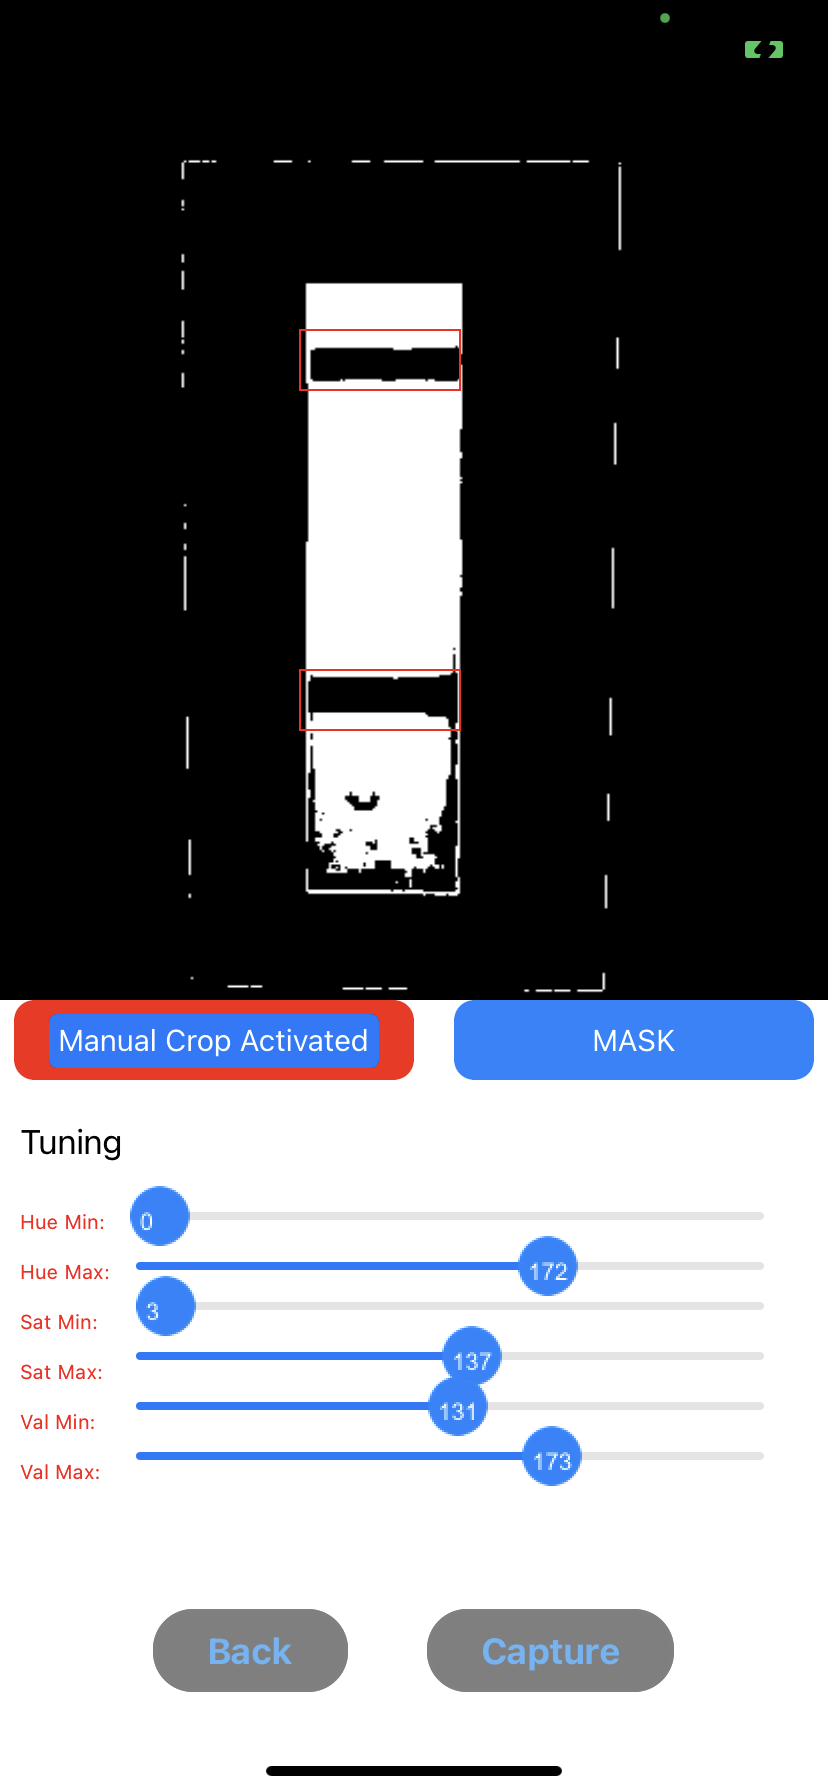 Manual Crop Activated
MASK
Tuning
Hue Min:
0
Hue Max:
172
Sat Min:
3
Sat Max:
137
Val Min:
131
Val Max:
173
Back
Capture